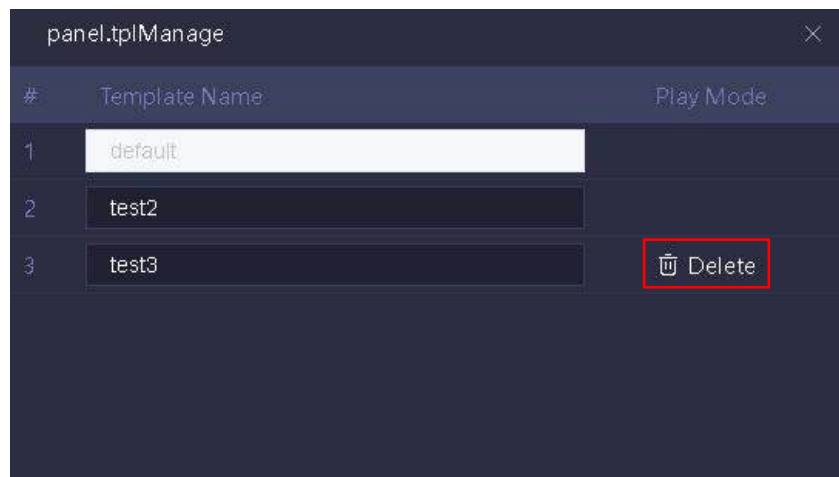 panel.tplManage
# Template Name Play Mode
1 default
2 test2
3 test3 Delete